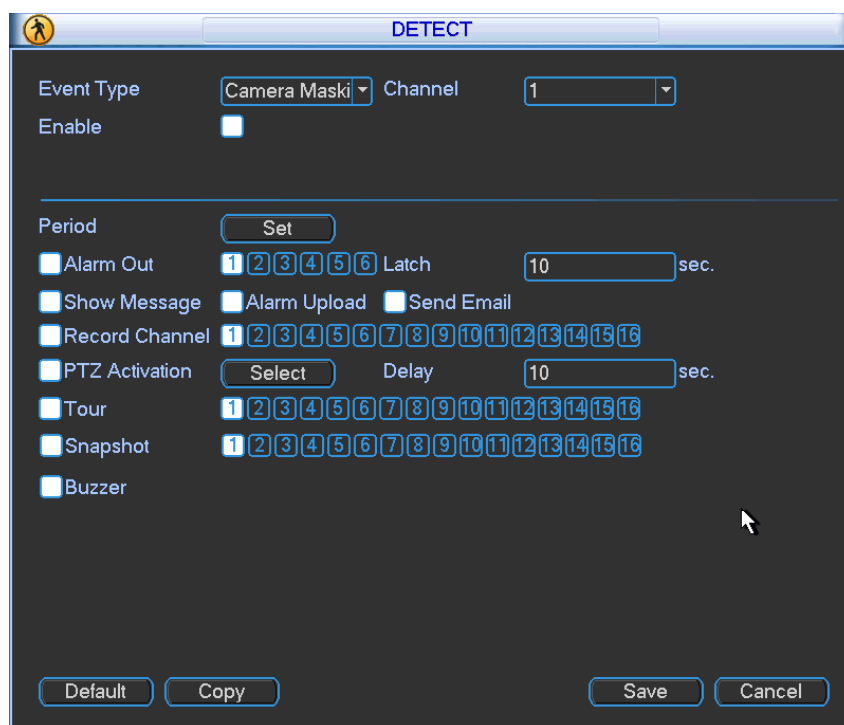 DETECT
Event Type Camera Maski Channel 1
Enable
Period Set
Alarm Out 1 2 3 4 5 6 Latch 10 sec.
Show Message Alarm Upload Send Email
Record Channel 1 2 3 4 5 6 7 8 9 10 11 12 13 14 15 16
PTZ Activation Select Delay 10 sec.
Tour 1 2 3 4 5 6 7 8 9 10 11 12 13 14 15 16
Snapshot 1 2 3 4 5 6 7 8 9 10 11 12 13 14 15 16
Buzzer
Default Copy Save Cancel